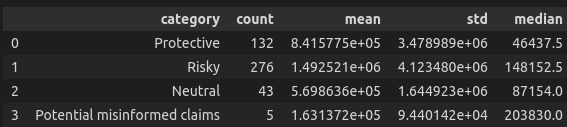 category count mean std median
0 Protective 132 8.415775e+05 3.478989e+06 46437.5
1 Risky 276 1.492521e+06 4.123480e+06 148152.5
2 Neutral 43 5.698636e+05 1.644923e+06 87154.0
3 Potential misinformed claims 5 1.631372e+05 9.440142e+04 203830.0